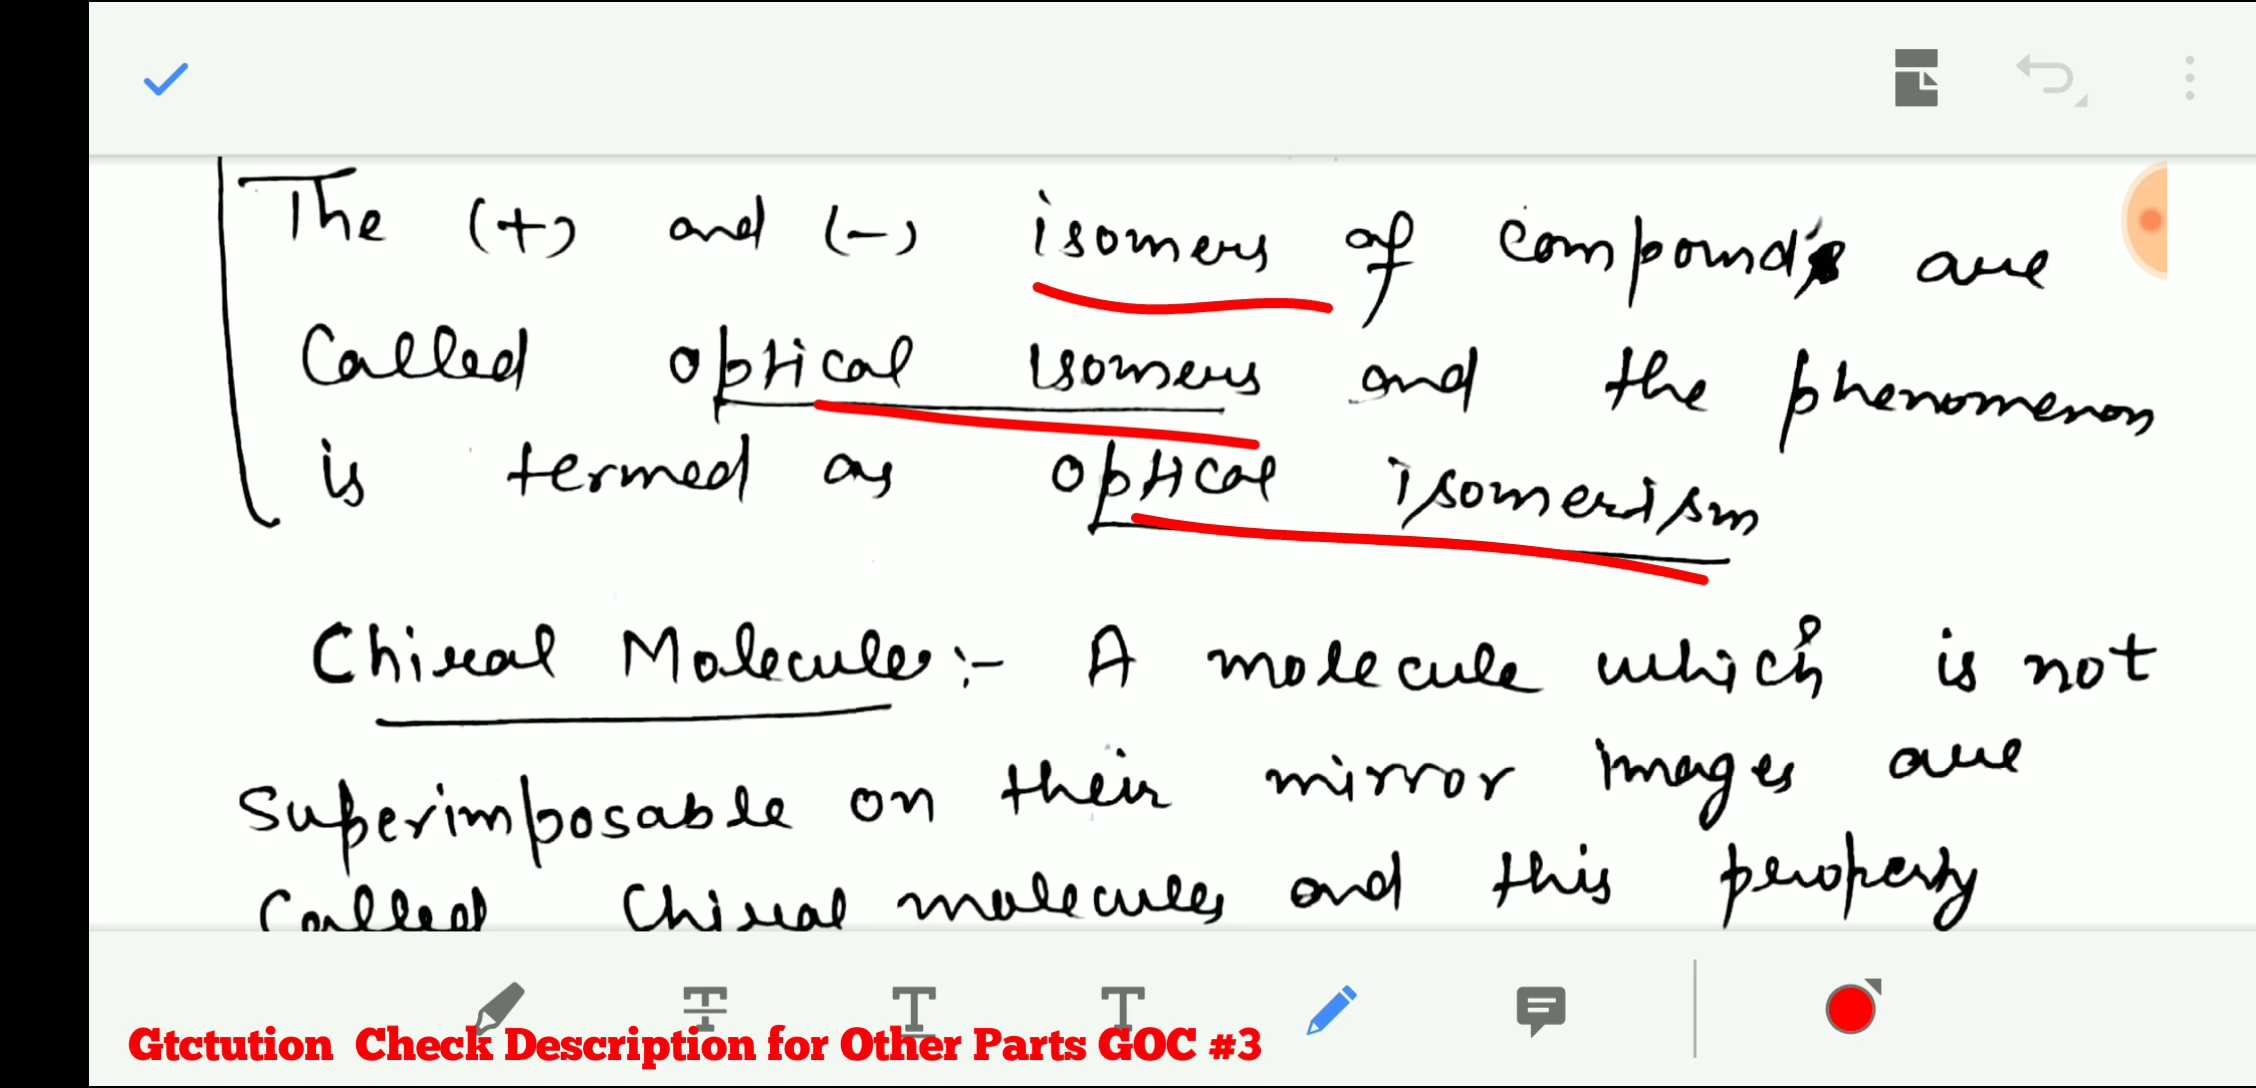 The (+) and (-) isomers of compounds are
Called optical isomers and the phenomenon
is termed as optical isomerism
Chiral Molecules:- A molecule which is not
Superimposable on their mirror images are
Called Chiral molecules and this property
Gtctution Check Description for Other Parts GOC #3